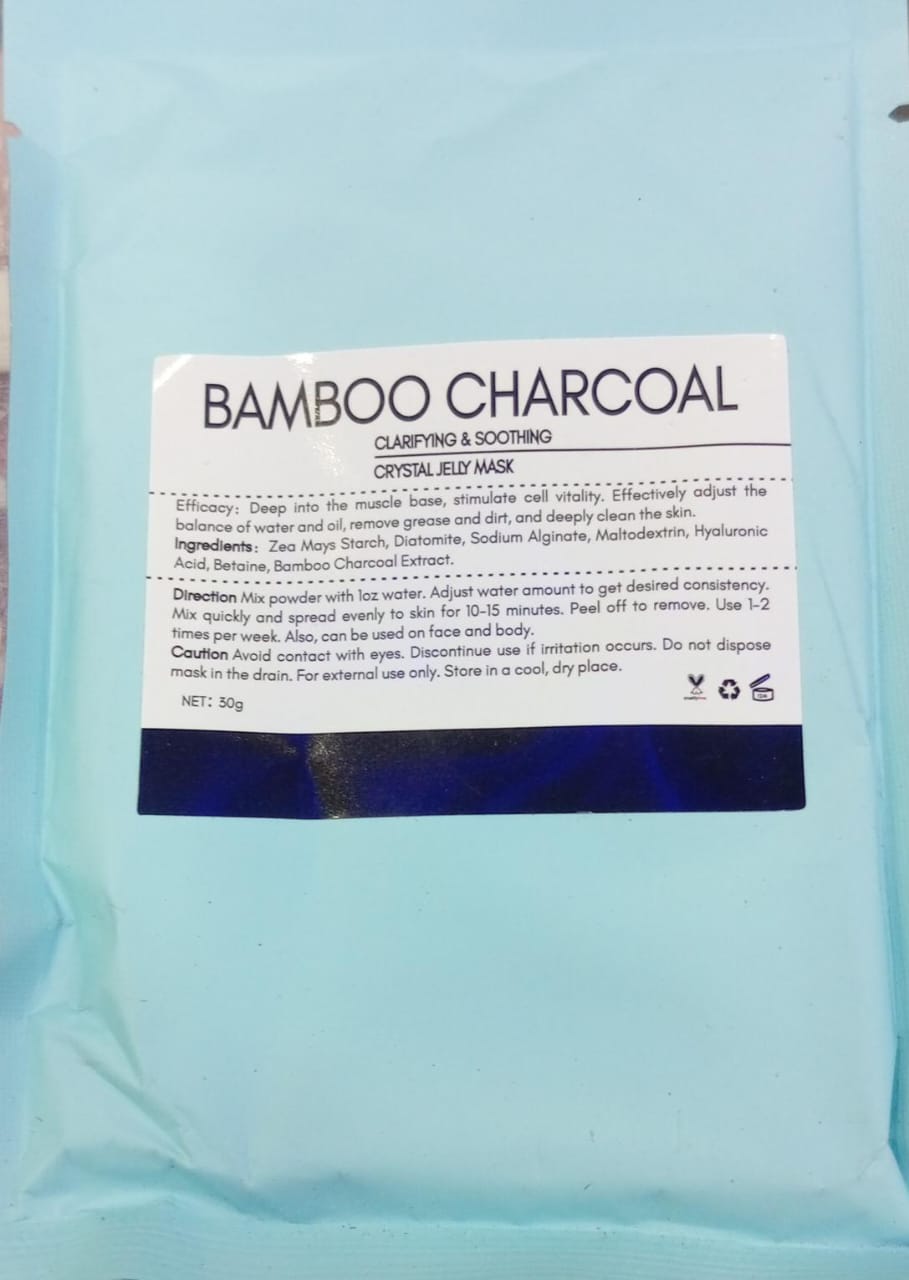 BAMBOO CHARCOAL
CLARIFYING & SOOTHING
CRYSTAL JELLY MASK
Efficacy: Deep into the muscle base, stimulate cell vitality. Effectively adjust the
balance of water and oil, remove grease and dirt, and deeply clean the skin.
Ingredients: Zea Mays Starch, Diatomite, Sodium Alginate, Maltodextrin, Hyaluronic
Acid, Betaine, Bamboo Charcoal Extract.
Direction Mix powder with 1oz water. Adjust water amount to get desired consistency.
Mix quickly and spread evenly to skin for 10-15 minutes. Peel off to remove. Use 1-2
times per week. Also, can be used on face and body.
Caution Avoid contact with eyes. Discontinue use if irritation occurs. Do not dispose
mask in the drain. For external use only. Store in a cool, dry place.
NET: 30g